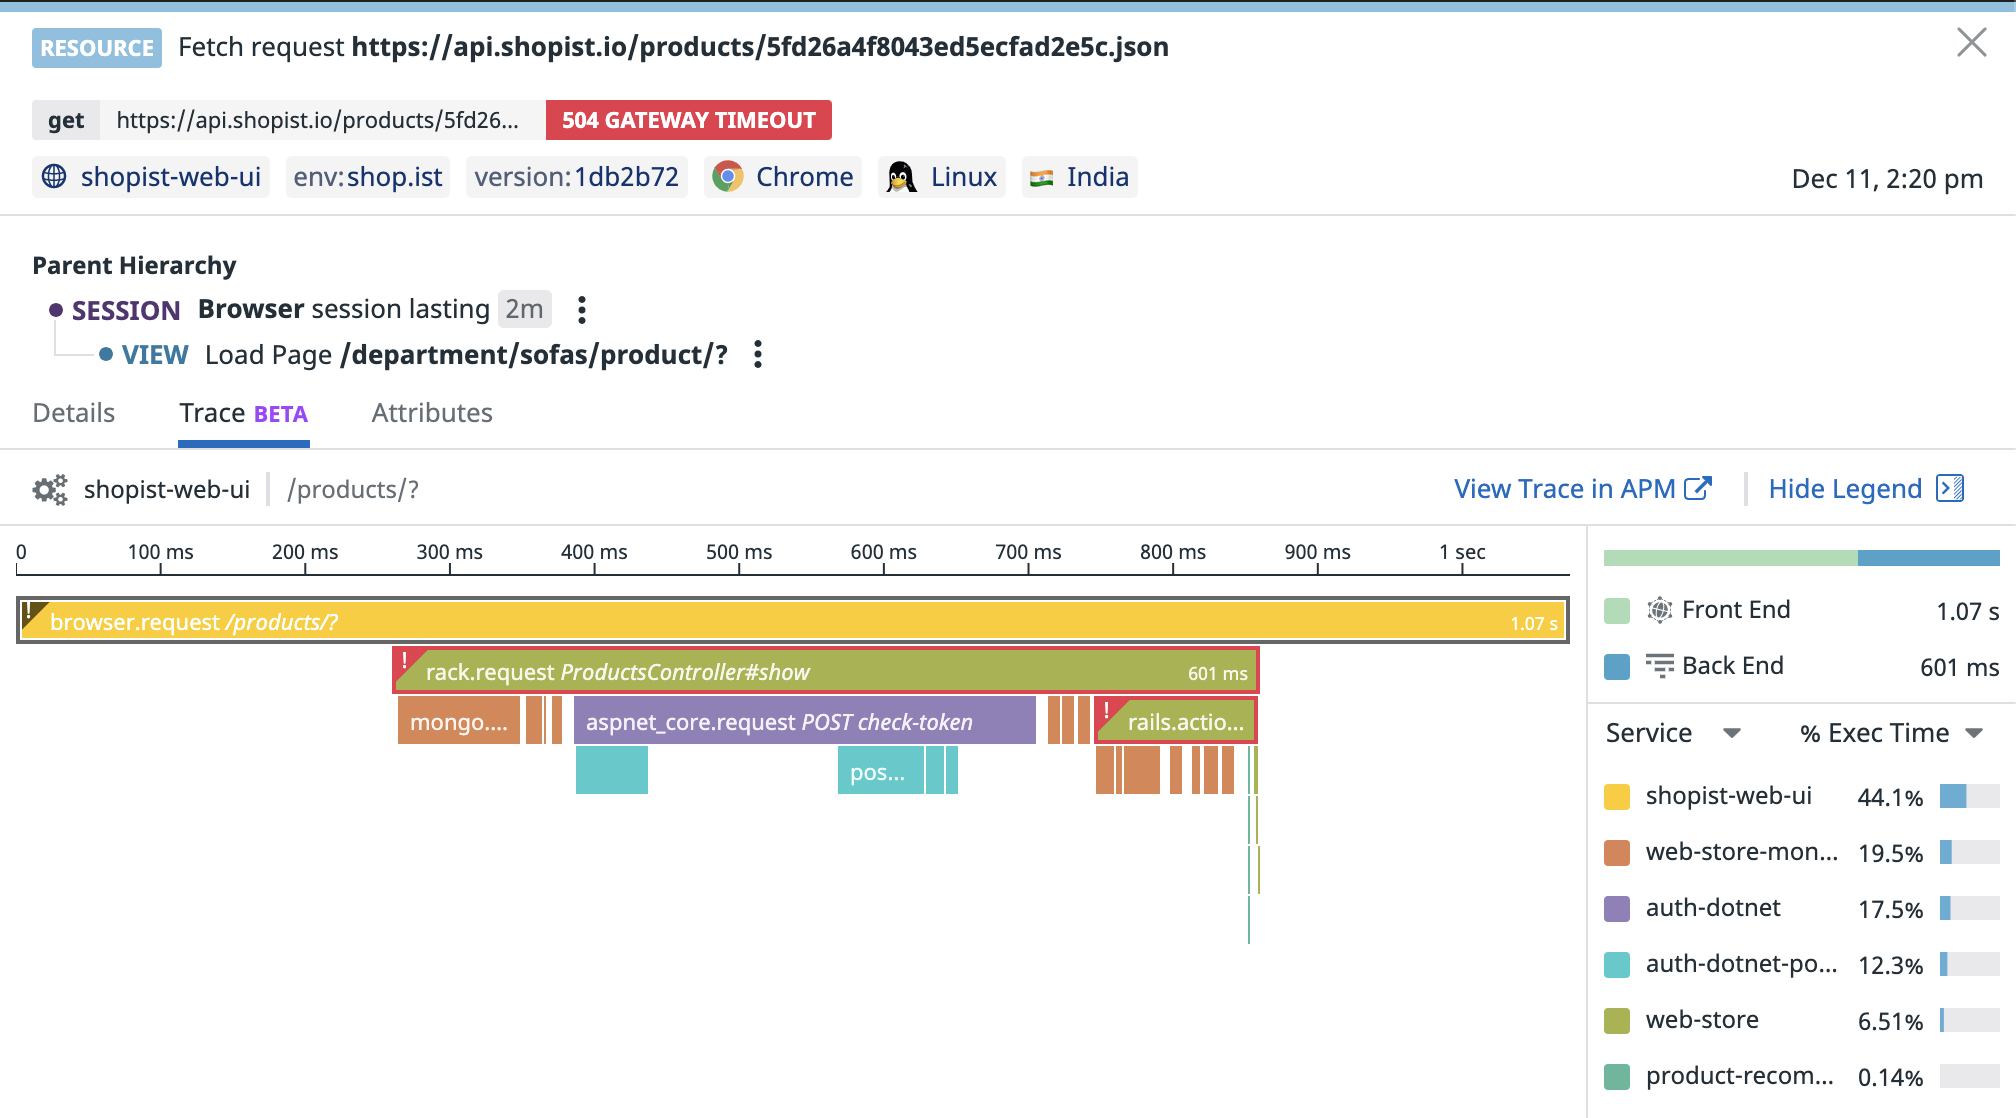 RESOURCE Fetch request https://api.shopist.io/products/5fd26a4f8043ed5ecfad2e5c.json
get https://api.shopist.io/products/5fd26... 504 GATEWAY TIMEOUT
shopist-web-ui env:shop.ist version:1db2b72 Chrome Linux India Dec 11, 2:20 pm
Parent Hierarchy
SESSION Browser session lasting 2m
VIEW Load Page /department/sofas/product/?
Details Trace BETA Attributes
shopist-web-ui /products/? View Trace in APM Hide Legend
0 100 ms 200 ms 300 ms 400 ms 500 ms 600 ms 700 ms 800 ms 900 ms 1 sec
! browser.request /products/? 1.07 s
! rack.request ProductsController#show 601 ms
mongo.... aspnet_core.request POST check-token ! rails.actio...
pos...
Front End 1.07 s
Back End 601 ms
Service % Exec Time
shopist-web-ui 44.1%
web-store-mon... 19.5%
auth-dotnet 17.5%
auth-dotnet-po... 12.3%
web-store 6.51%
product-recom... 0.14%